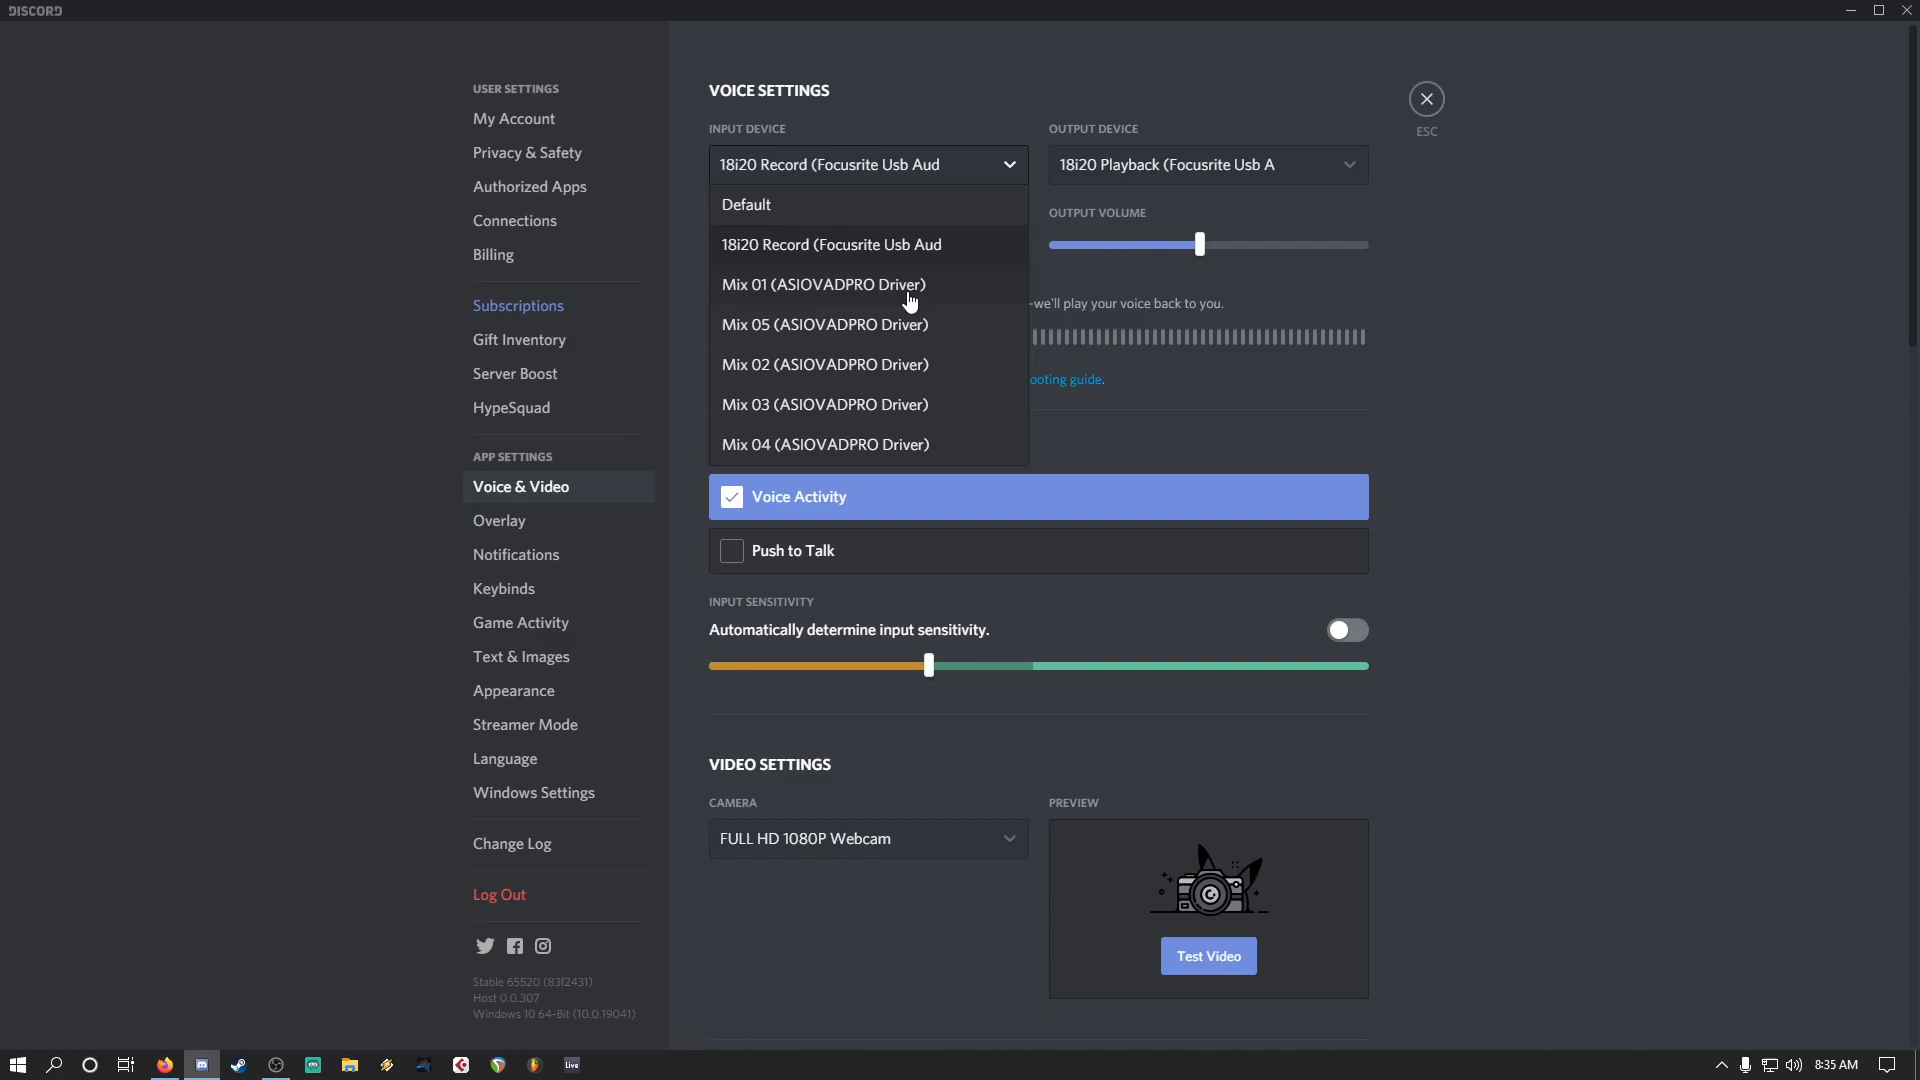 DISCORD
USER SETTINGS
My Account
Privacy & Safety
Authorized Apps
Connections
Billing
Subscriptions
Gift Inventory
Server Boost
HypeSquad
APP SETTINGS
Voice & Video
Overlay
Notifications
Keybinds
Game Activity
Text & Images
Appearance
Streamer Mode
Language
Windows Settings
Change Log
Log Out
Stable 65520 (83f2431)
Host 0.0.307
Windows 10 64-Bit (10.0.19041)
VOICE SETTINGS
INPUT DEVICE
18i20 Record (Focusrite Usb Aud
Default
18i20 Record (Focusrite Usb Aud
Mix 01 (ASIOVADPRO Driver)
Mix 05 (ASIOVADPRO Driver)
Mix 02 (ASIOVADPRO Driver)
Mix 03 (ASIOVADPRO Driver)
Mix 04 (ASIOVADPRO Driver)
OUTPUT DEVICE
18i20 Playback (Focusrite Usb A
OUTPUT VOLUME
-we'll play your voice back to you.
ooting guide.
ESC
Voice Activity
Push to Talk
INPUT SENSITIVITY
Automatically determine input sensitivity.
VIDEO SETTINGS
CAMERA
FULL HD 1080P Webcam
PREVIEW
Test Video
live
8:35 AM